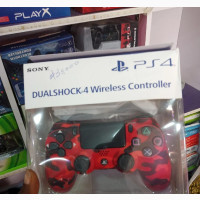 PLAYX
SONY
PS4
DUALSHOCK 4 Wireless Controller